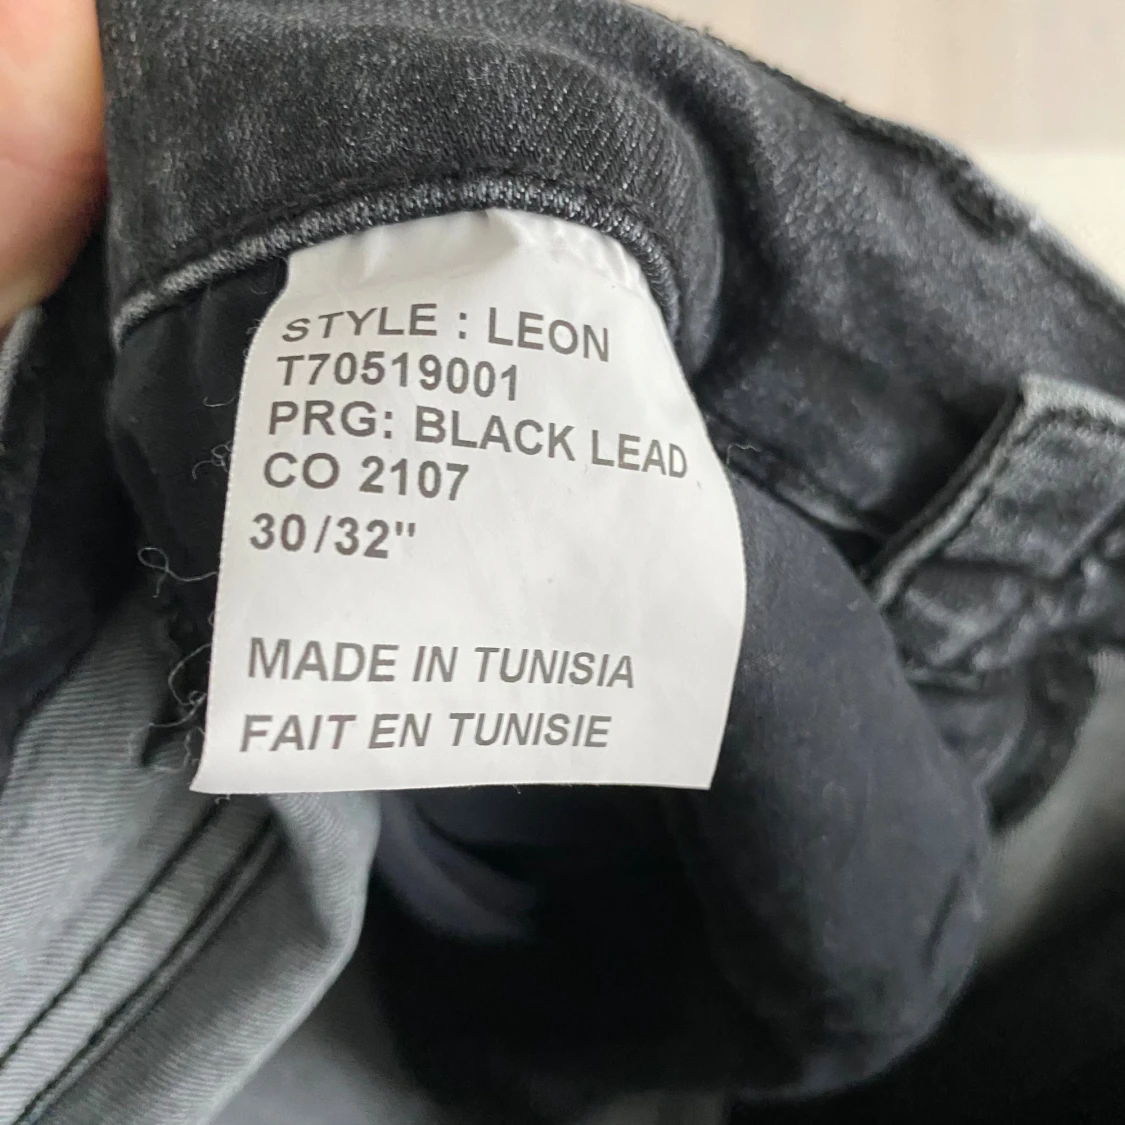 STYLE : LEON
T70519001
PRG: BLACK LEAD
CO 2107
30/32"
MADE IN TUNISIA
FAIT EN TUNISIE